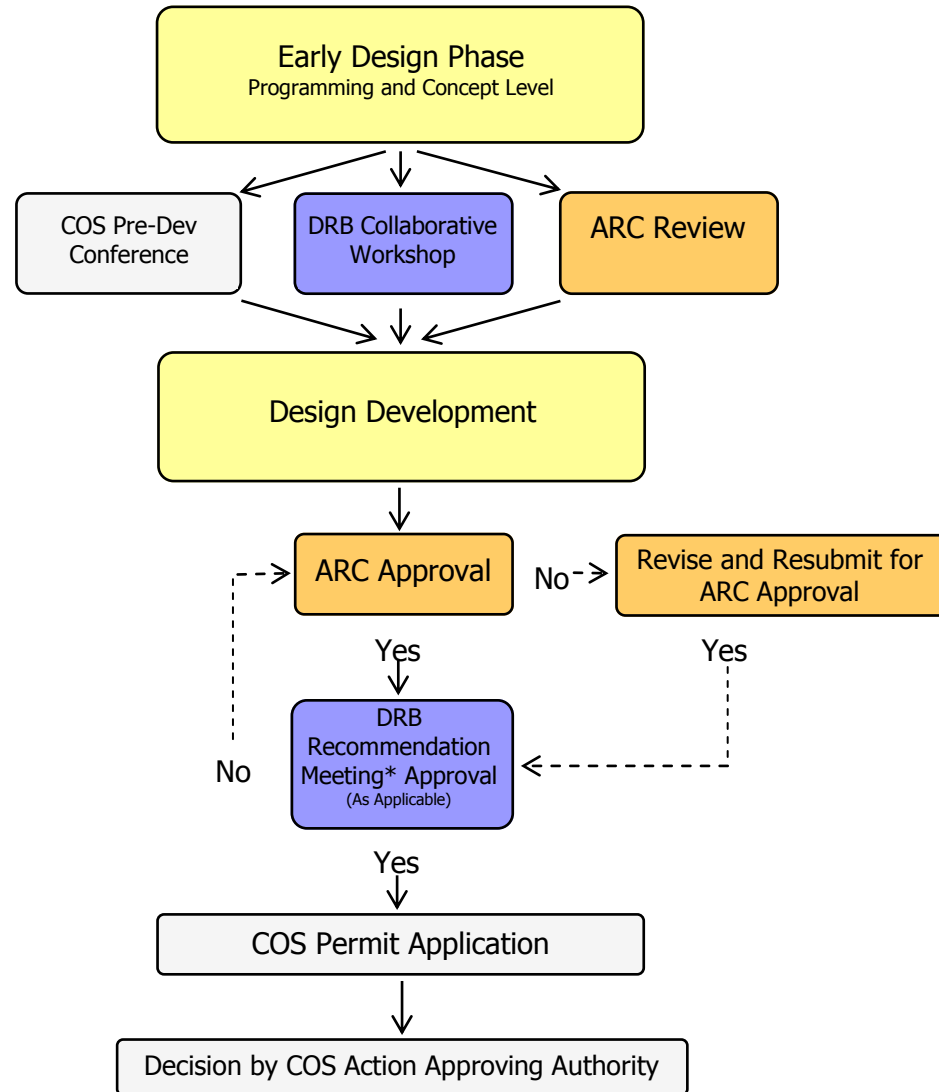 Early Design Phase
Programming and Concept Level
COS Pre-Dev
Conference
DRB Collaborative
Workshop
ARC Review
Design Development
ARC Approval
No
Revise and Resubmit for
ARC Approval
Yes
Yes
DRB
Recommendation
Meeting* Approval
(As Applicable)
No
Yes
COS Permit Application
Decision by COS Action Approving Authority